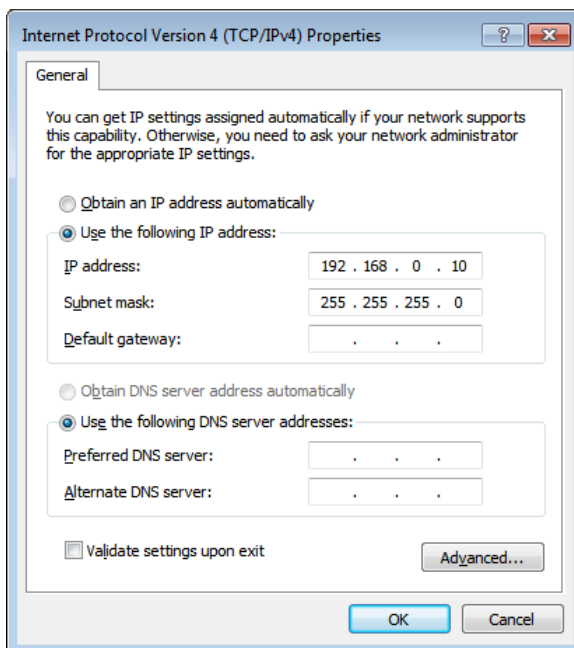 Internet Protocol Version 4 (TCP/IPv4) Properties
?
General
You can get IP settings assigned automatically if your network supports
this capability. Otherwise, you need to ask your network administrator
for the appropriate IP settings.
Obtain an IP address automatically
Use the following IP address:
IP address: 192 . 168 . 0 . 10
Subnet mask: 255 . 255 . 255 . 0
Default gateway: . . .
Obtain DNS server address automatically
Use the following DNS server addresses:
Preferred DNS server: . . .
Alternate DNS server: . . .
Validate settings upon exit
Advanced...
OK Cancel